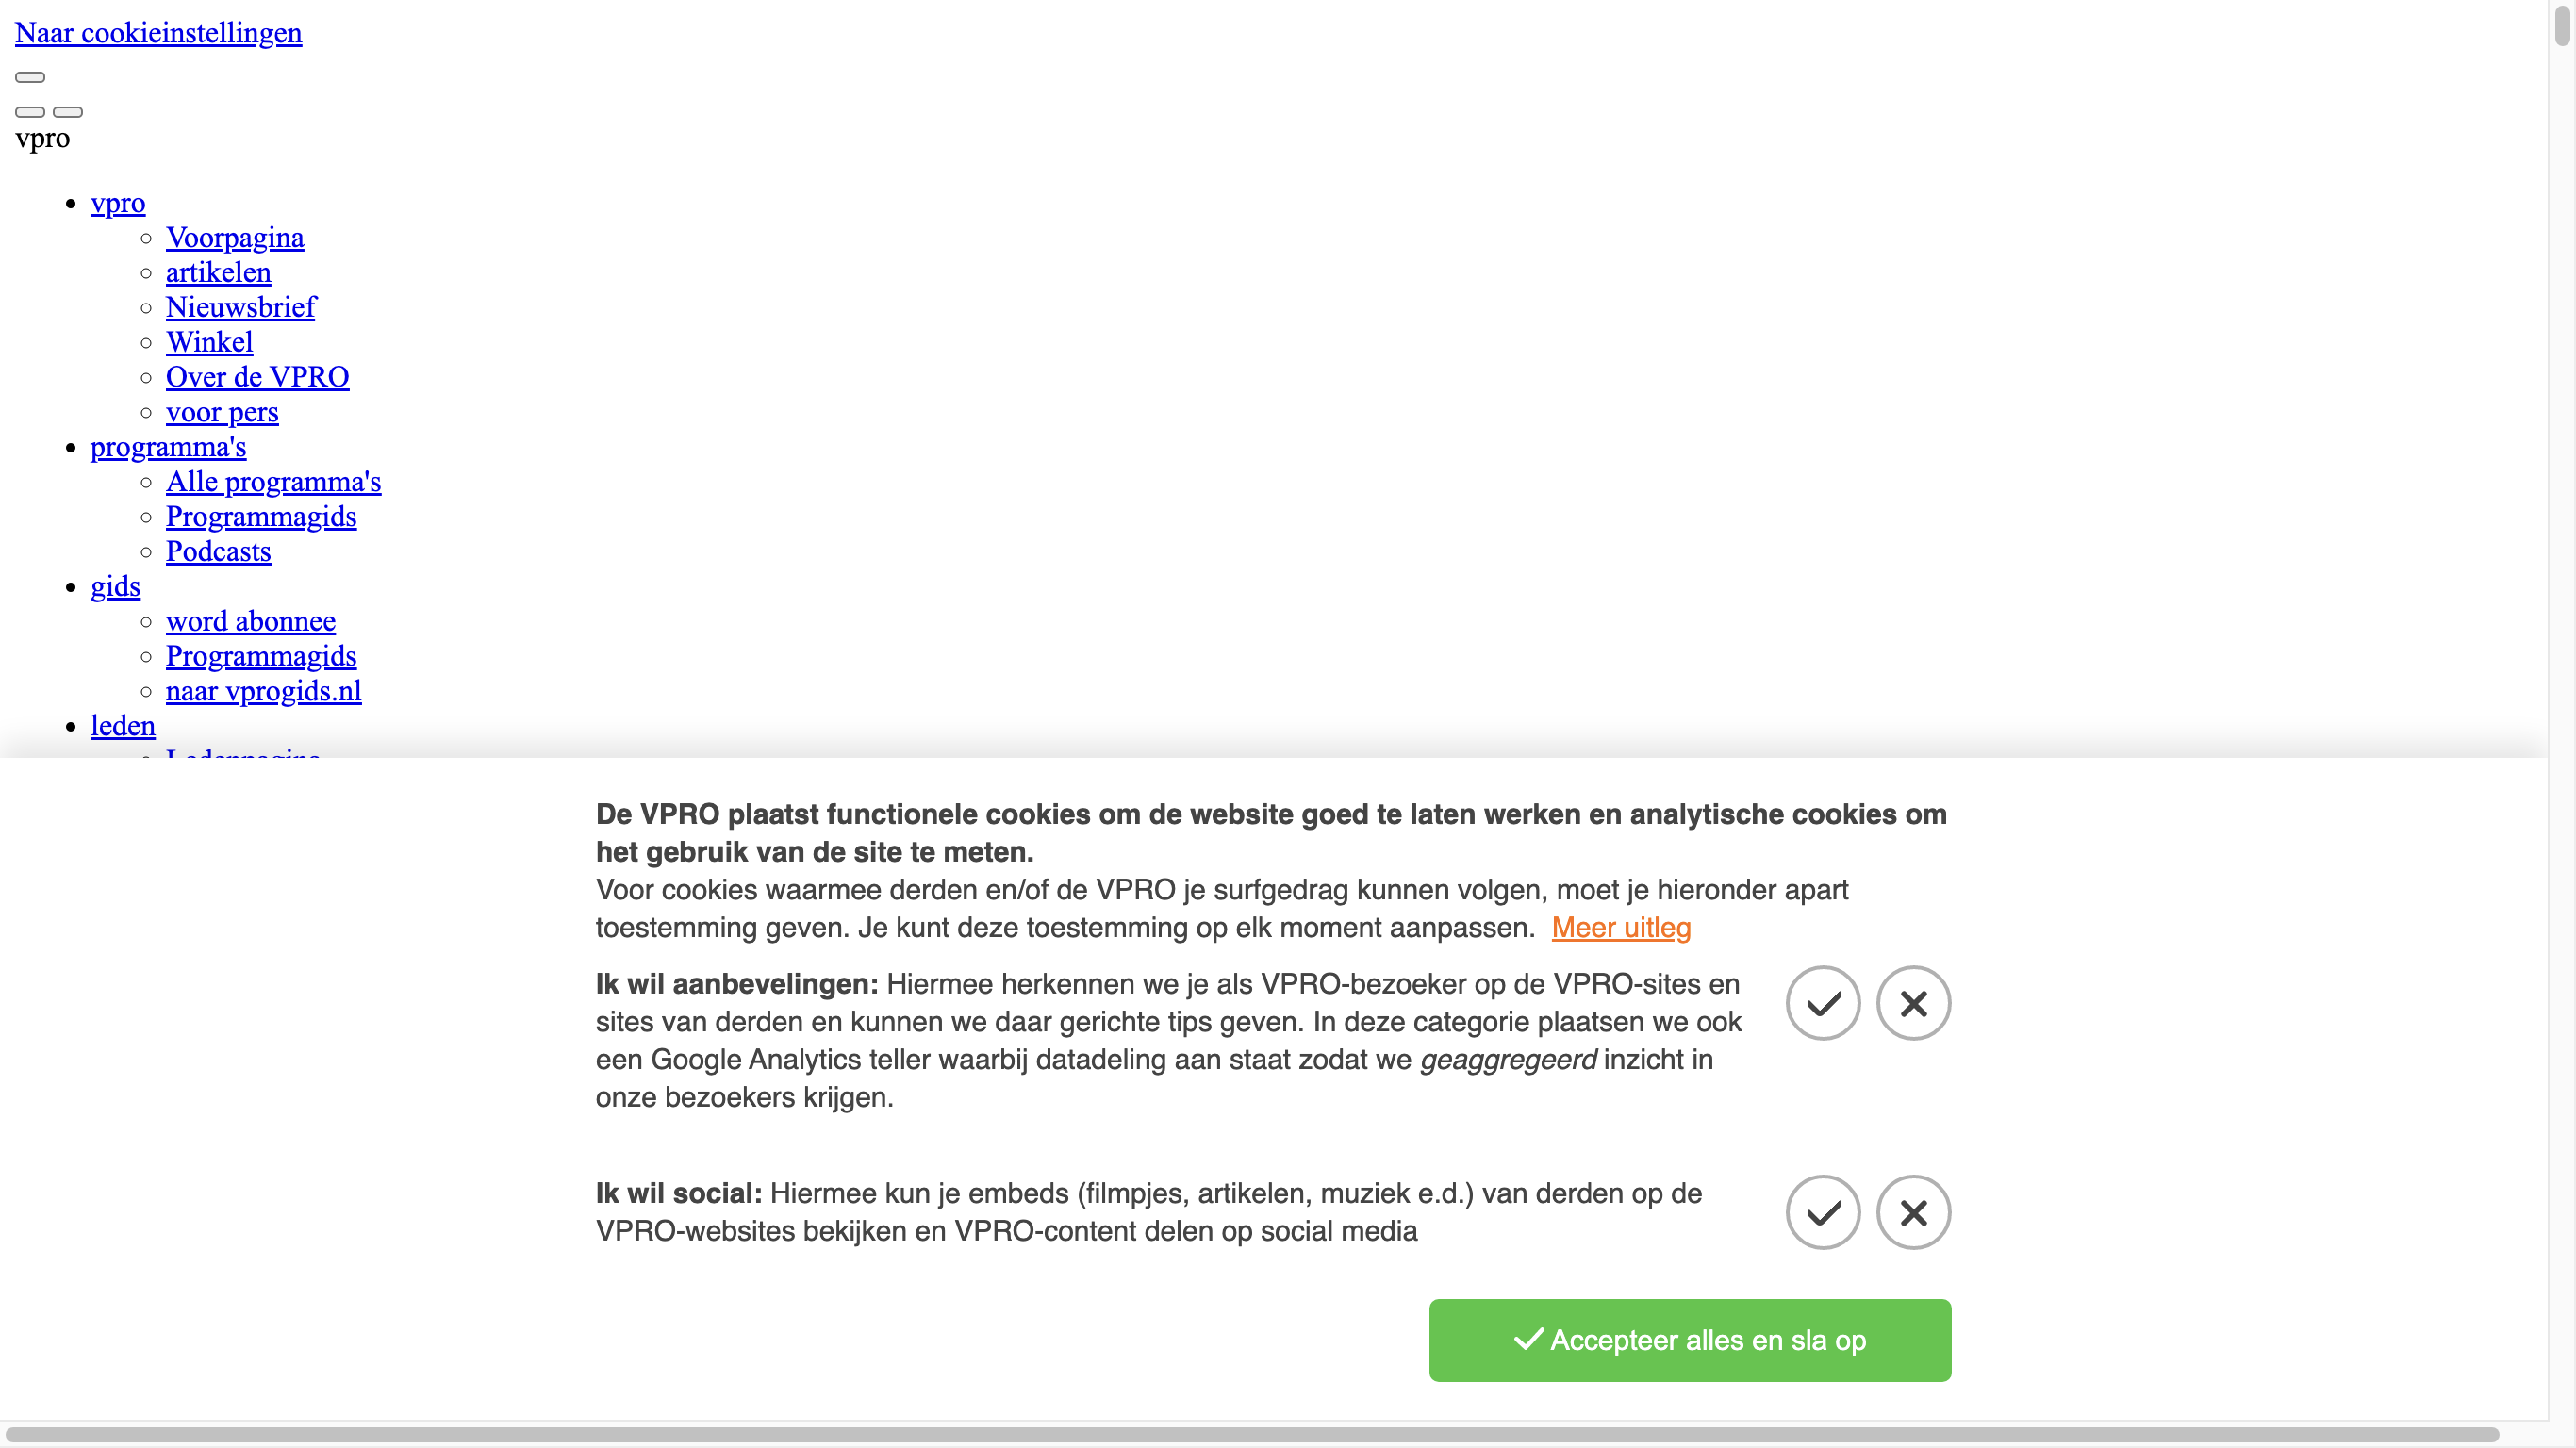 Naar cookieinstellingen
vpro
vpro
Voorpagina
artikelen
Nieuwsbrief
Winkel
Over de VPRO
voor pers
programma's
Alle programma's
Programmagids
Podcasts
gids
word abonnee
Programmagids
naar vprogids.nl
leden
De VPRO plaatst functionele cookies om de website goed te laten werken en analytische cookies om
het gebruik van de site te meten.
Voor cookies waarmee derden en/of de VPRO je surfgedrag kunnen volgen, moet je hieronder apart
toestemming geven. Je kunt deze toestemming op elk moment aanpassen. Meer uitleg
Ik wil aanbevelingen: Hiermee herkennen we je als VPRO-bezoeker op de VPRO-sites en
sites van derden en kunnen we daar gerichte tips geven. In deze categorie plaatsen we ook
een Google Analytics teller waarbij datadeling aan staat zodat we geaggregeerd inzicht in
onze bezoekers krijgen.
Ik wil social: Hiermee kun je embeds (filmpjes, artikelen, muziek e.d.) van derden op de
VPRO-websites bekijken en VPRO-content delen op social media
Accepteer alles en sla op